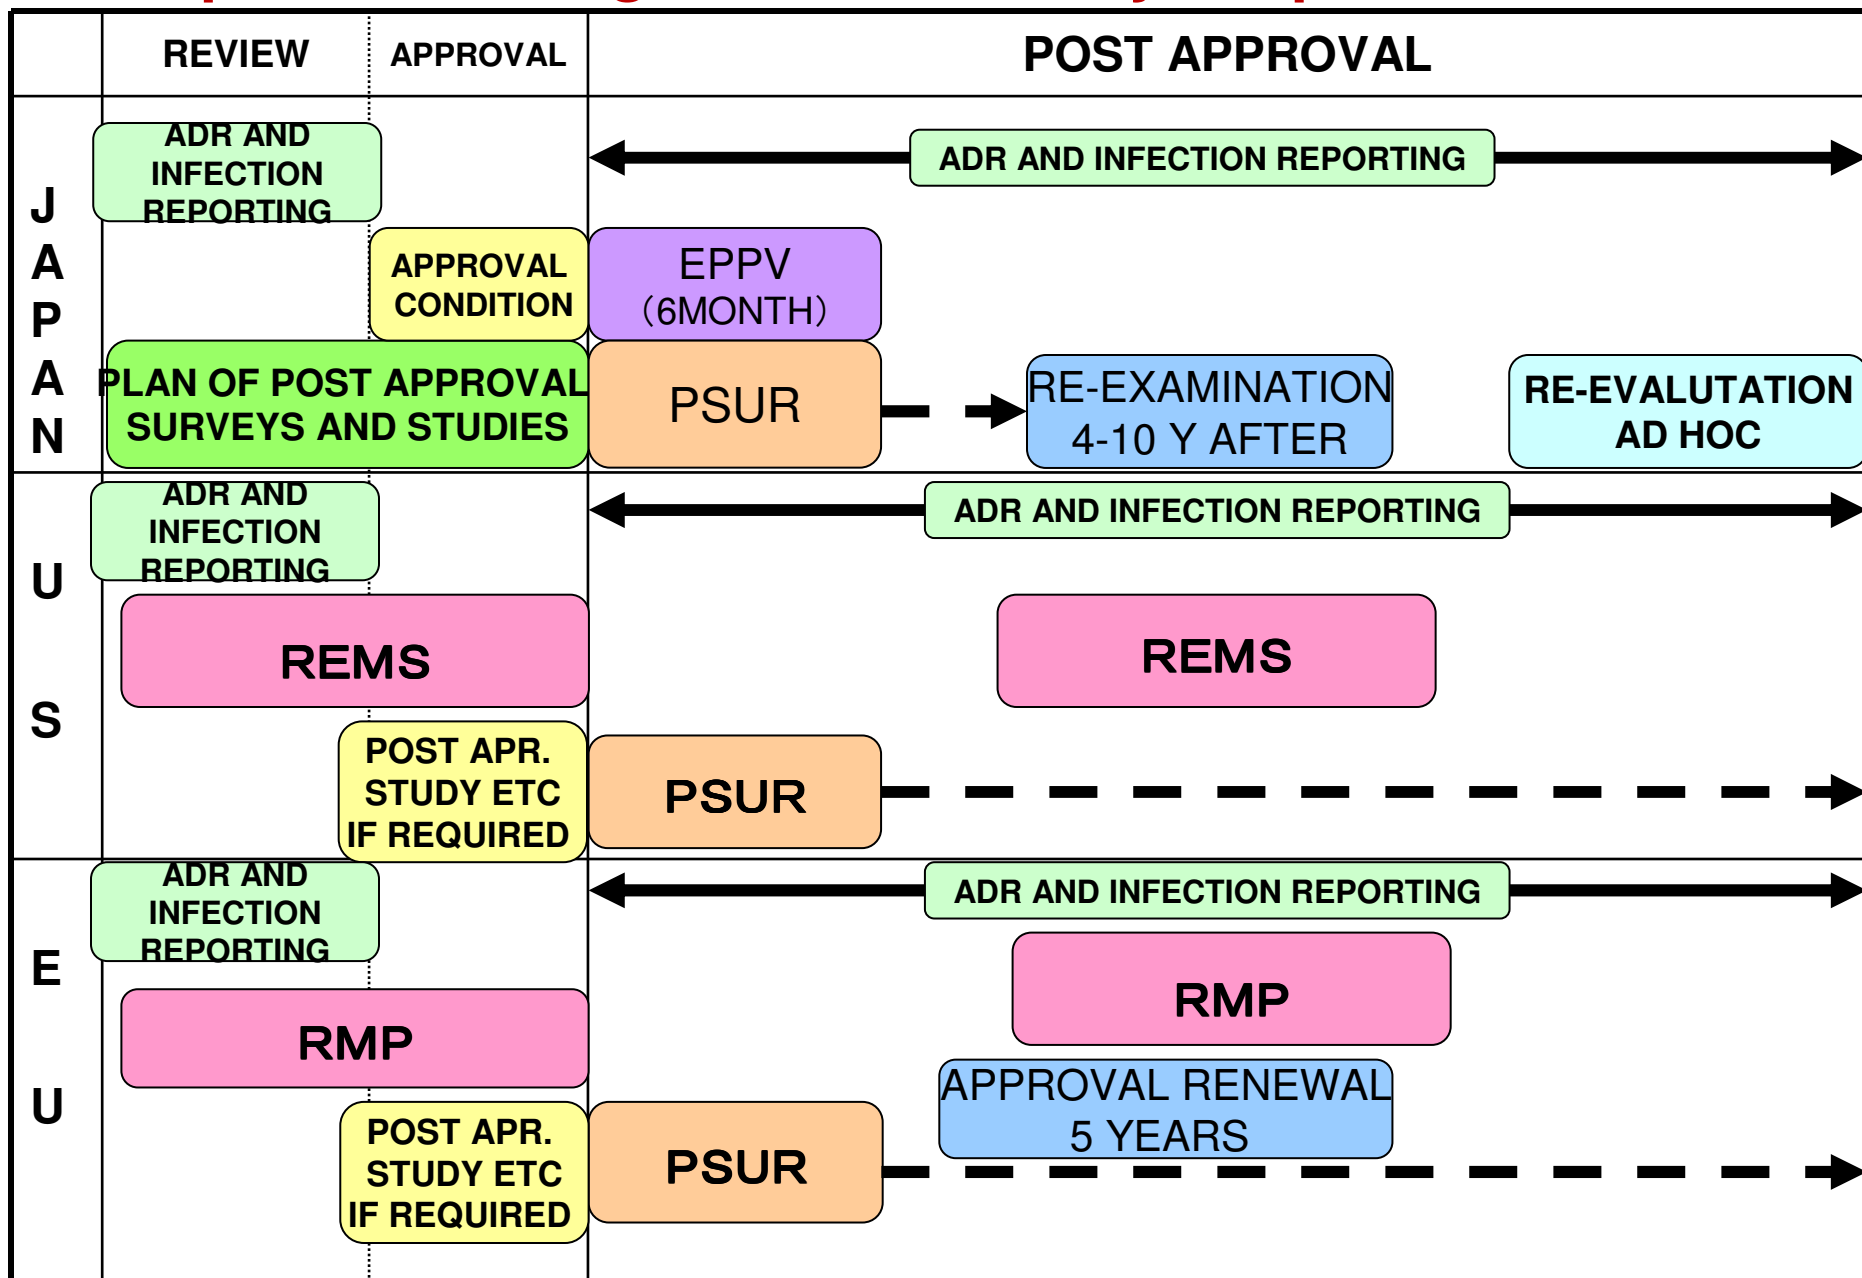 REVIEW
APPROVAL
POST APPROVAL
JAPAN
ADR AND
INFECTION
REPORTING
ADR AND INFECTION REPORTING
APPROVAL
CONDITION
EPPV
（6MONTH）
PLAN OF POST APPROVAL
SURVEYS AND STUDIES
PSUR
RE-EXAMINATION
4-10 Y AFTER
RE-EVALUTATION
AD HOC
US
ADR AND
INFECTION
REPORTING
ADR AND INFECTION REPORTING
REMS
REMS
POST APR.
STUDY ETC
IF REQUIRED
PSUR
EU
ADR AND
INFECTION
REPORTING
ADR AND INFECTION REPORTING
RMP
RMP
APPROVAL RENEWAL
5 YEARS
POST APR.
STUDY ETC
IF REQUIRED
PSUR